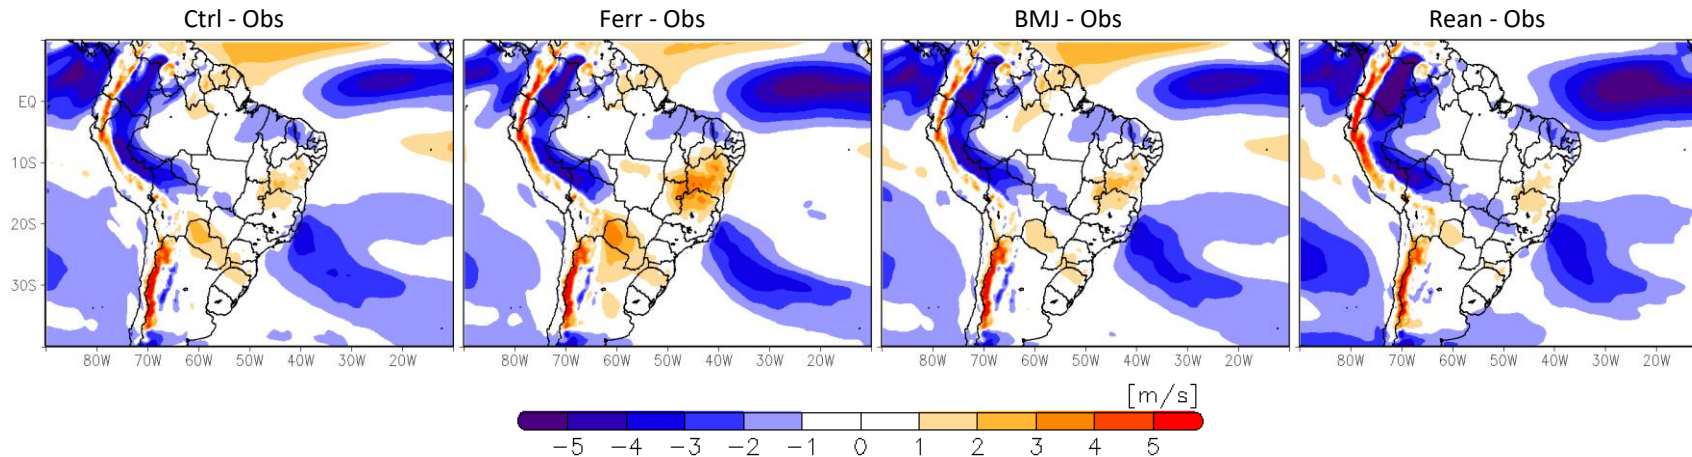 Ctrl - Obs Ferr - Obs BMJ - Obs Rean - Obs
EQ
10S
20S
30S
80W 70W 60W 50W 40W 30W 20W 80W 70W 60W 50W 40W 30W 20W 80W 70W 60W 50W 40W 30W 20W 80W 70W 60W 50W 40W 30W 20W
[m/s]
-5 -4 -3 -2 -1 0 1 2 3 4 5